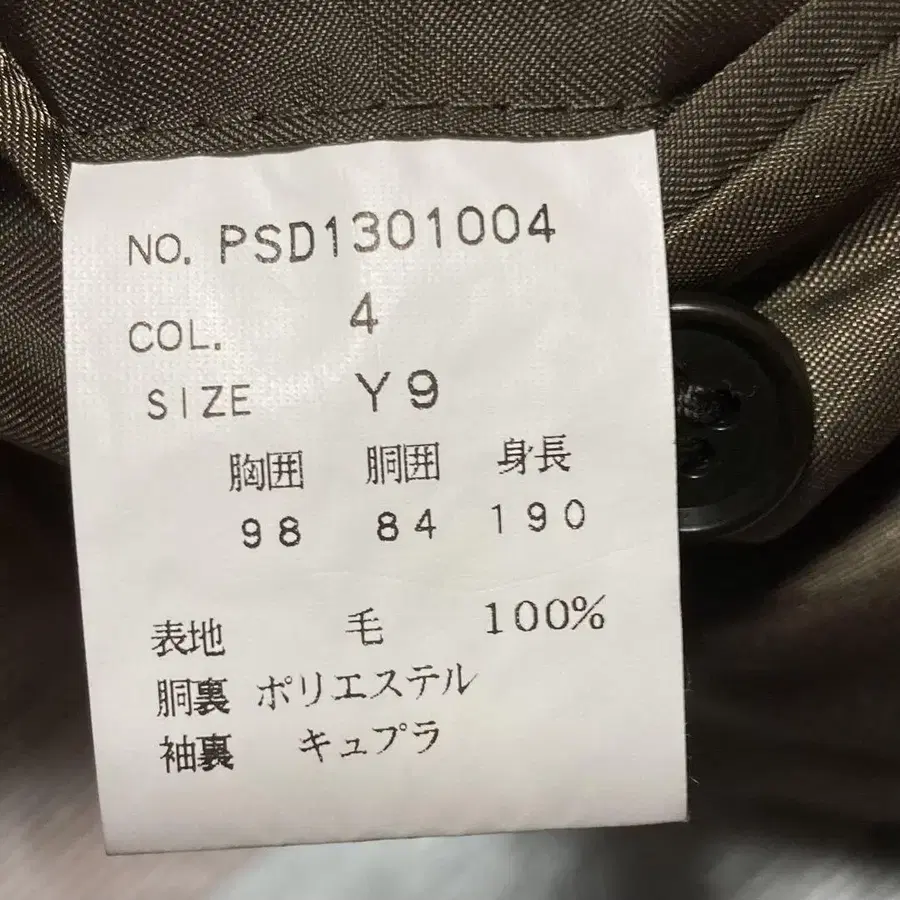 NO. PSD1301004
COL. 4
SIZE Y9
胸囲 胴囲 身長
98 84 190
表地 毛 100%
胴裏 ポリエステル
袖裏 キュプラ